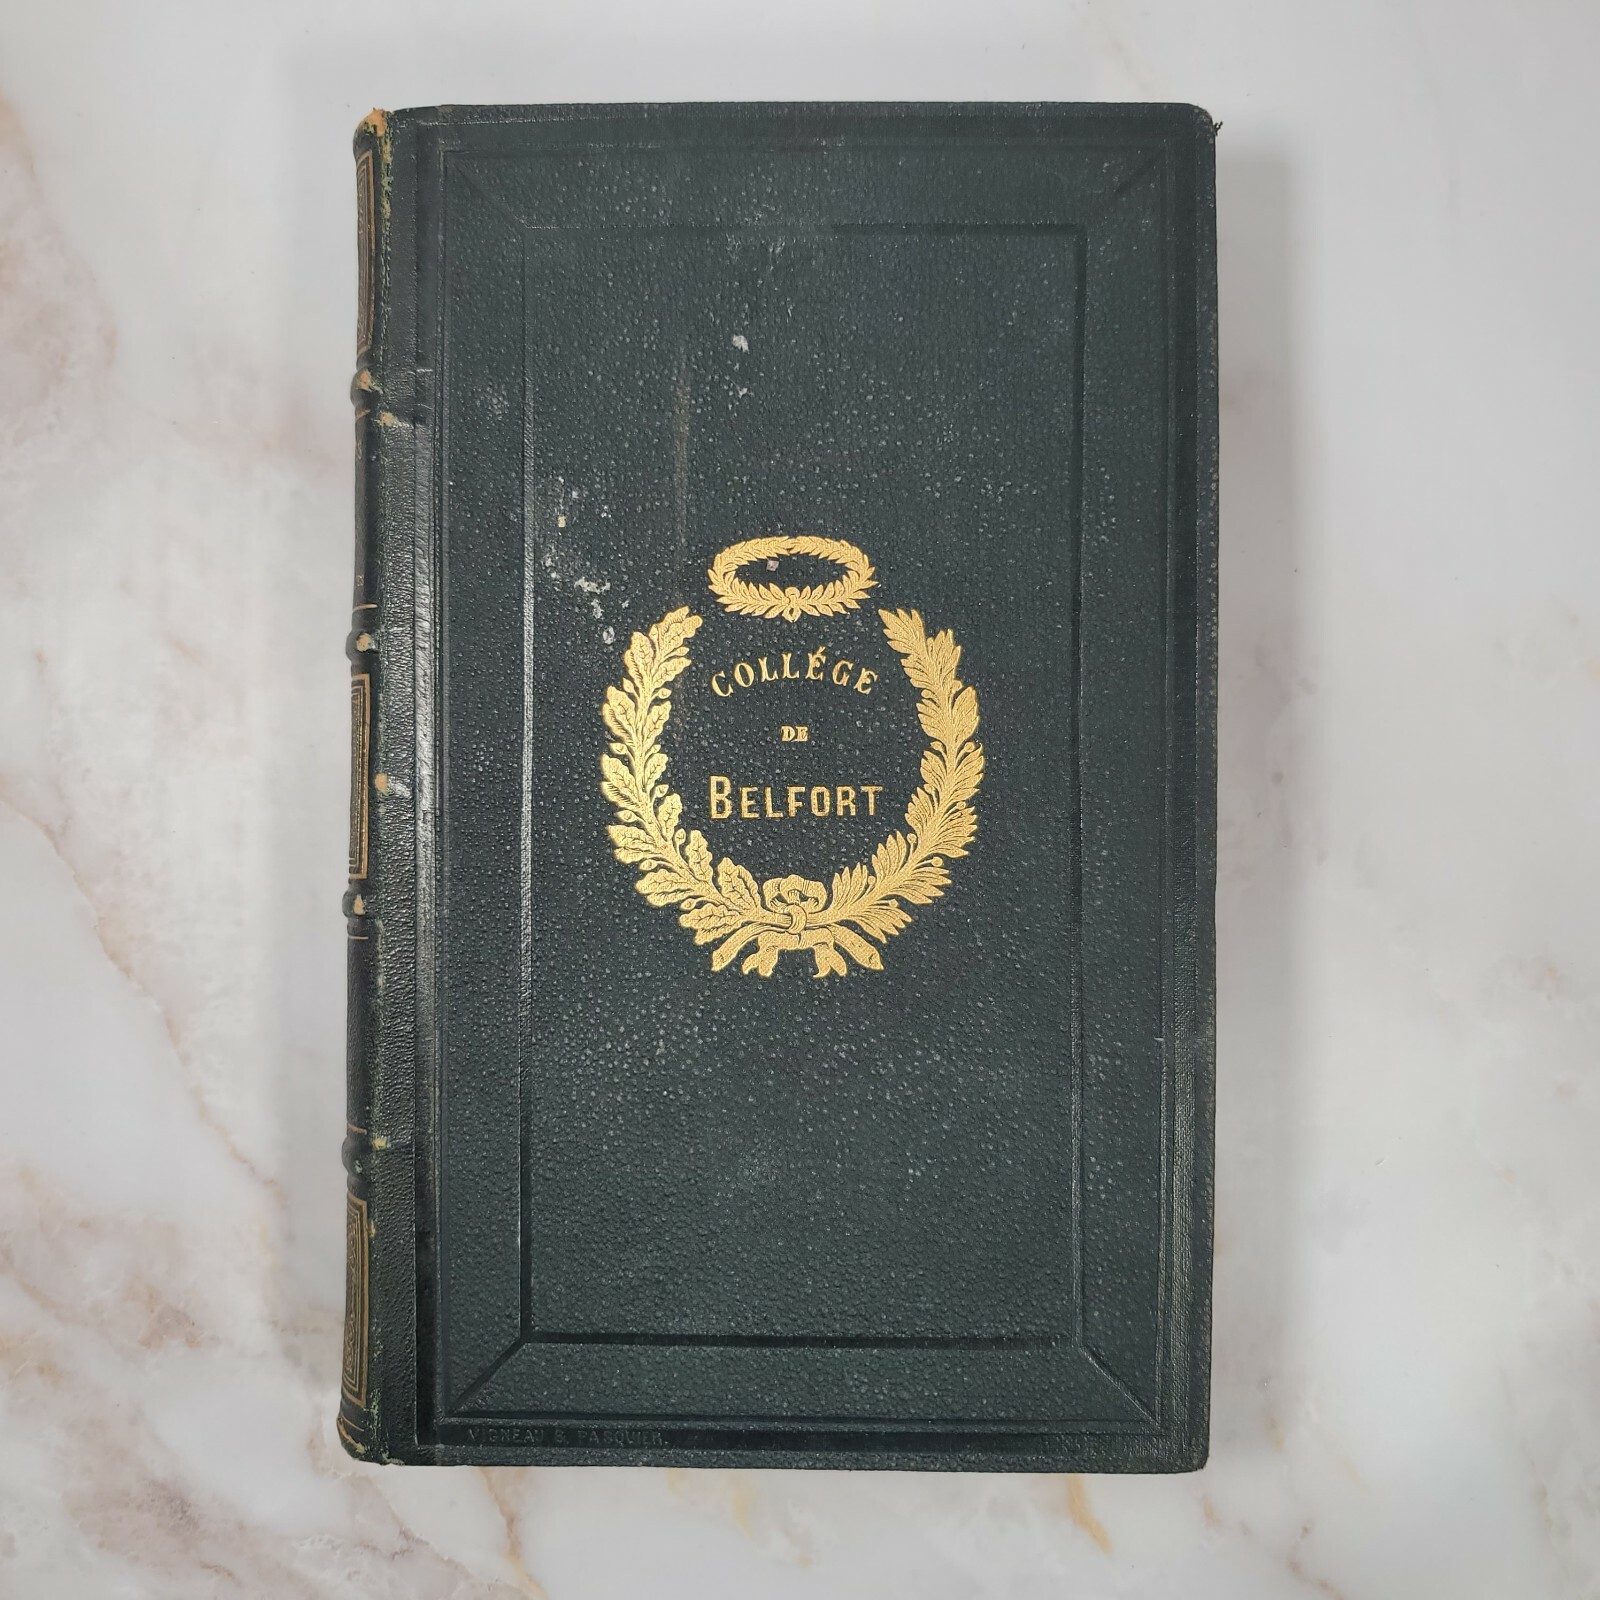 COLLÉGE
DE
BELFORT
VIGNEAU & PASQUIER.